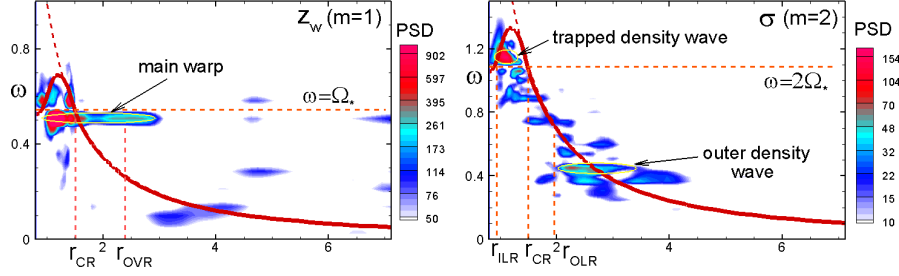 z_w (m=1)
PSD
902
597
395
261
173
114
76
50
0.8
ω
0.4
0
main warp
ω=Ω_*
r_CR
2
r_OVR
4
6
σ (m=2)
PSD
154
104
70
48
32
22
15
10
1.2
ω
0.8
0.4
0
trapped density wave
ω=2Ω_*
outer density
wave
r_ILR
r_CR
2
r_OLR
4
6